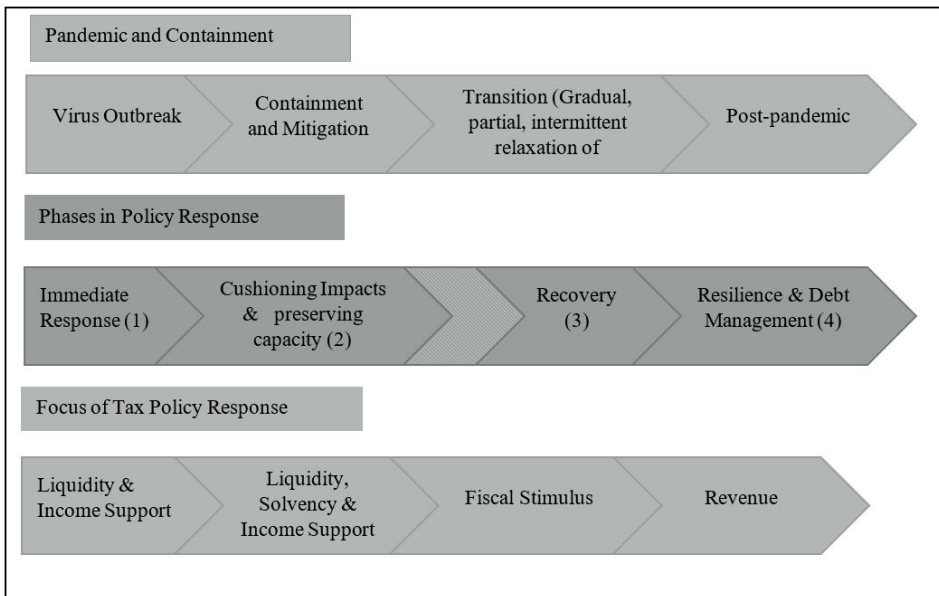 Pandemic and Containment
Virus Outbreak
Containment
and Mitigation
Transition (Gradual,
partial, intermittent
relaxation of
Post-pandemic
Phases in Policy Response
Immediate
Response (1)
Cushioning Impacts
& preserving
capacity (2)
Recovery
(3)
Resilience & Debt
Management (4)
Focus of Tax Policy Response
Liquidity &
Income Support
Liquidity,
Solvency &
Income Support
Fiscal Stimulus
Revenue